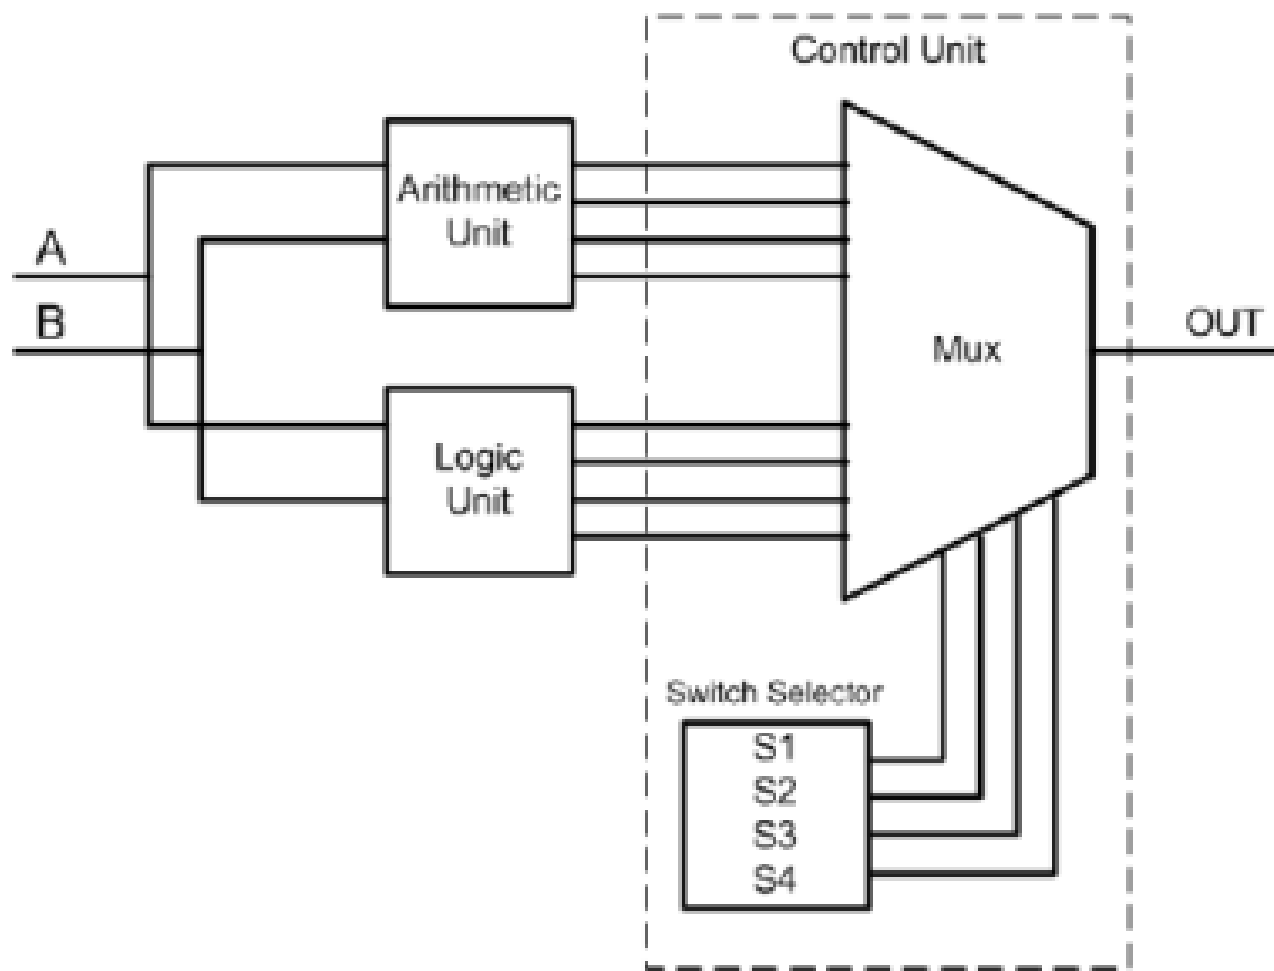 Control Unit
Arithmetic
Unit
A
B
OUT
Mux
Logic
Unit
Switch Selector
S1
S2
S3
S4